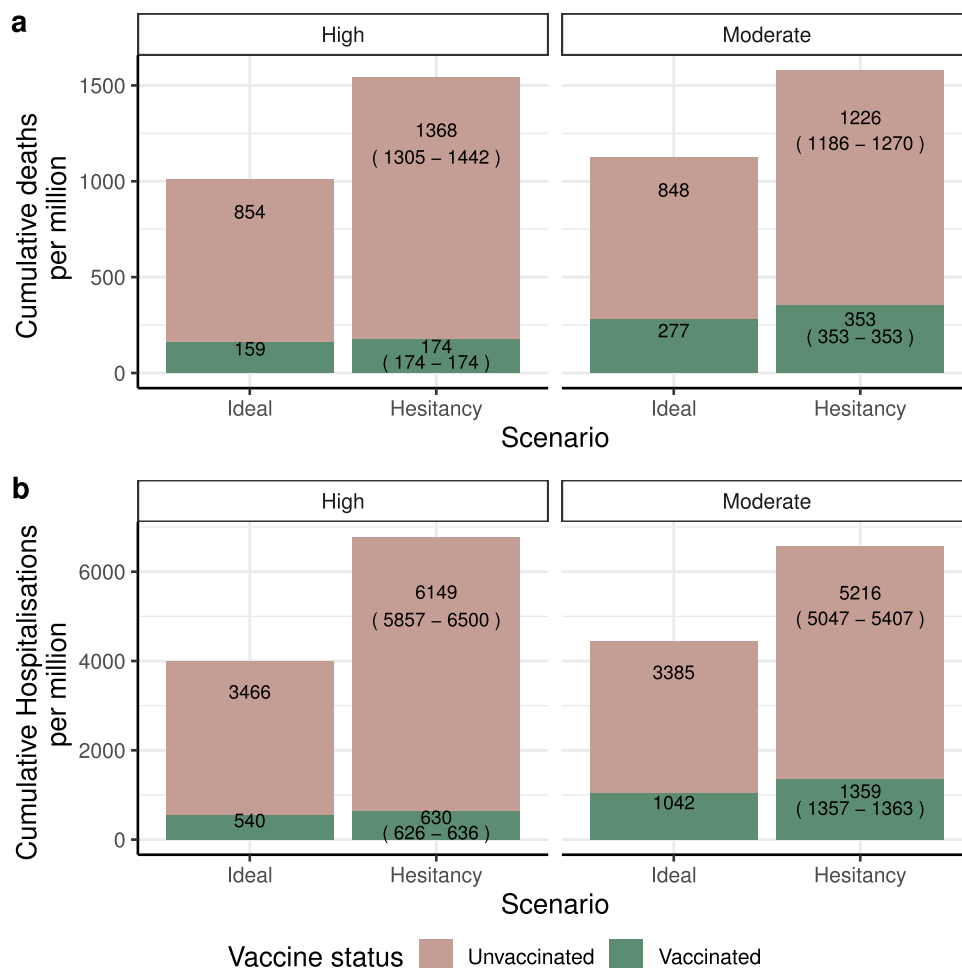 a
High
Moderate
Cumulative deaths
per million
1500
1000
500
0
854
159
1368
( 1305 − 1442 )
174
( 174 − 174 )
848
277
1226
( 1186 − 1270 )
353
( 353 − 353 )
Ideal
Hesitancy
Ideal
Hesitancy
Scenario
b
High
Moderate
Cumulative Hospitalisations
per million
6000
4000
2000
0
3466
540
6149
( 5857 − 6500 )
630
( 626 − 636 )
3385
1042
5216
( 5047 − 5407 )
1359
( 1357 − 1363 )
Ideal
Hesitancy
Ideal
Hesitancy
Scenario
Vaccine status
Unvaccinated
Vaccinated